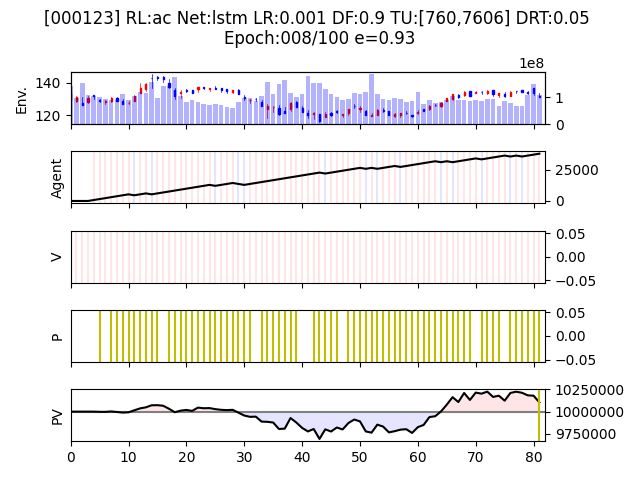 [000123] RL:ac Net:lstm LR:0.001 DF:0.9 TU:[760,7606] DRT:0.05
Epoch:008/100 e=0.93
1e8
Env.
140
120
1
0
Agent
25000
0
V
0.05
0.00
−0.05
P
0.05
0.00
−0.05
PV
10250000
10000000
9750000
0 10 20 30 40 50 60 70 80